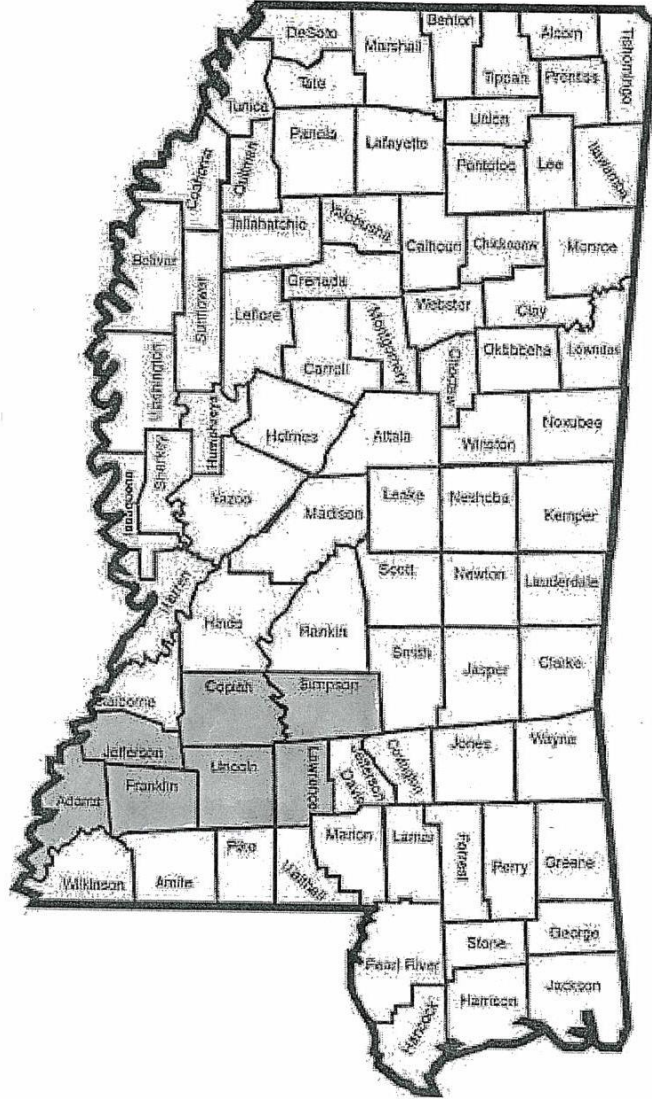 DeSoto
Marshall
Benton
Alcorn
Tishomingo
Tippah
Prentiss
Tate
Tunica
Union
Panola
Lafayette
Quitman
Coahoma
Pontotoc
Lee
Itawamba
Tallahatchie
Yalobusha
Calhoun
Chickasaw
Monroe
Bolivar
Sunflower
Grenada
Leflore
Webster
Clay
Montgomery
Carroll
Choctaw
Oktibbeha
Lowndes
Washington
Humphreys
Holmes
Attala
Winston
Noxubee
Sharkey
Issaquena
Yazoo
Madison
Leake
Neshoba
Kemper
Warren
Scott
Newton
Lauderdale
Hinds
Rankin
Smith
Jasper
Clarke
Claiborne
Copiah
Simpson
Jefferson
Lincoln
Lawrence
Jefferson
Davis
Covington
Jones
Wayne
Adams
Franklin
Wilkinson
Amite
Pike
Walthall
Marion
Lamar
Forrest
Perry
Greene
Pearl River
Stone
George
Hancock
Harrison
Jackson